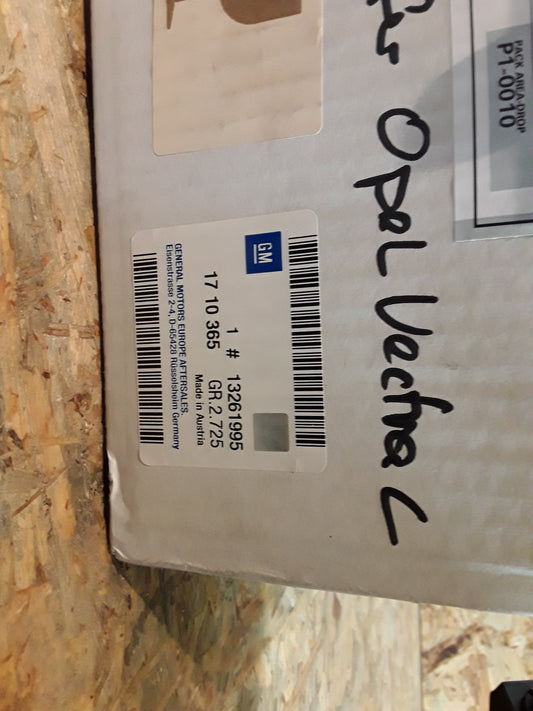 PACK AREA-DROP
P1-0010
Opel Vectra C
GM
1 # 13261995
17 10 365 GR.2.725
Made in Austria
GENERAL MOTORS EUROPE AFTERSALES.
Eisenstrasse 2-4, D-65428 Rüsselsheim Germany